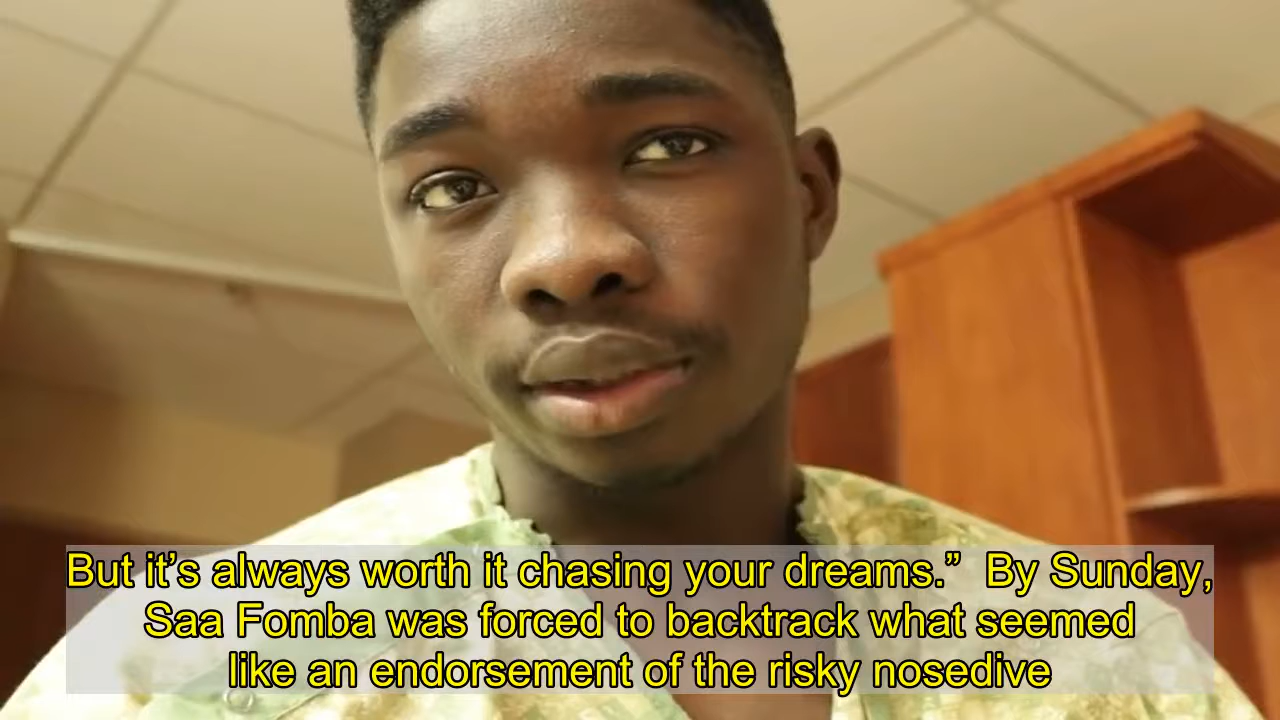 But it’s always worth it chasing your dreams.”  By Sunday,
Saa Fomba was forced to backtrack what seemed
like an endorsement of the risky nosedive